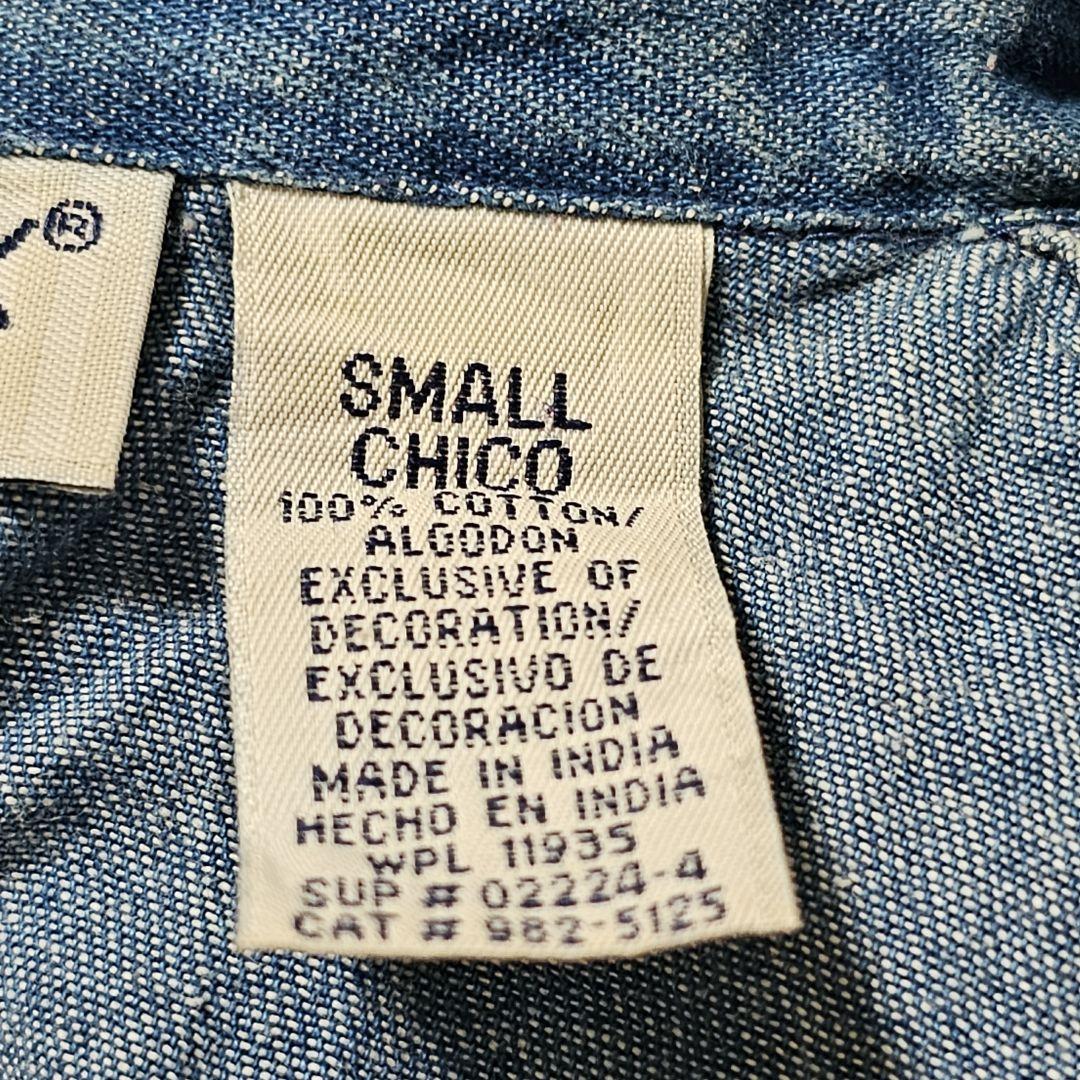 ®
SMALL
CHICO
100% COTTON/
ALGODON
EXCLUSIVE OF
DECORATION/
EXCLUSIVO DE
DECORACION
MADE IN INDIA
HECHO EN INDIA
WPL 11935
SUP # 02224-4
CAT # 982-5125